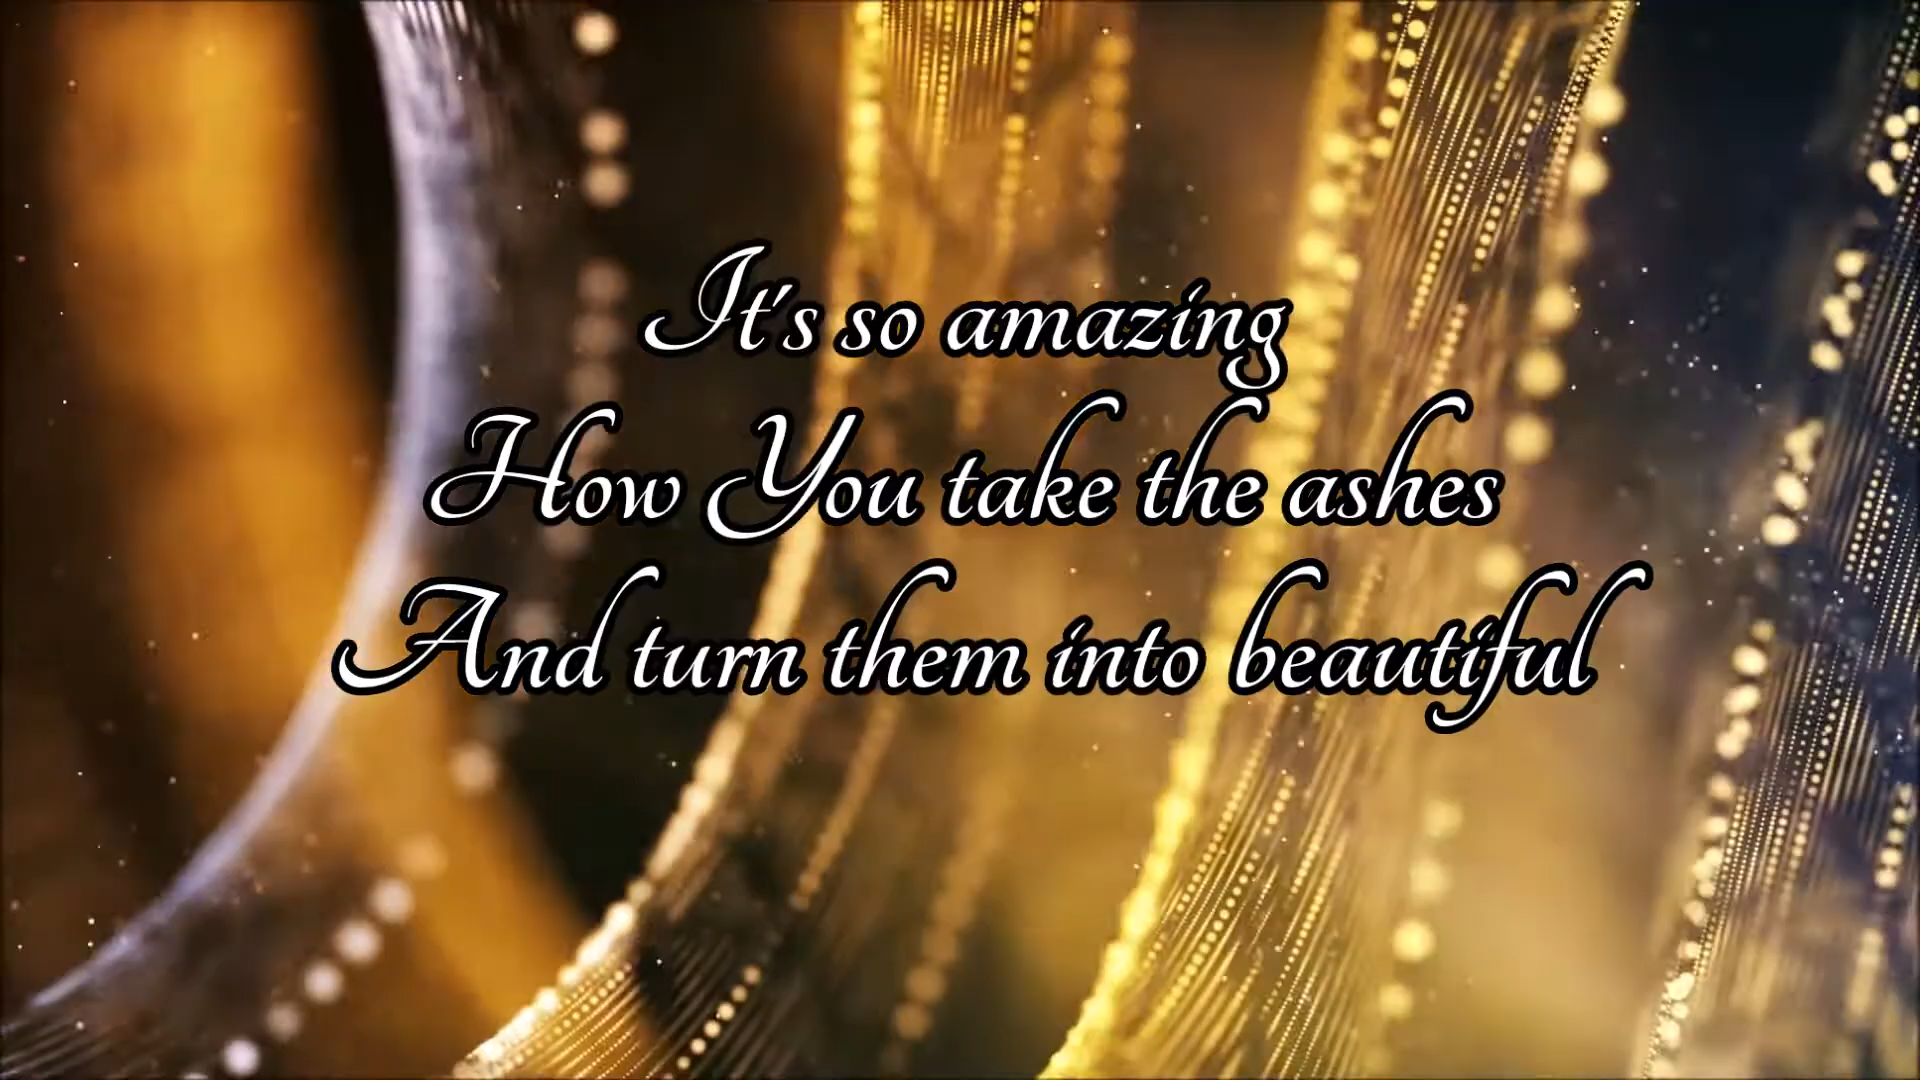 It's so amazing
How You take the ashes
And turn them into beautiful